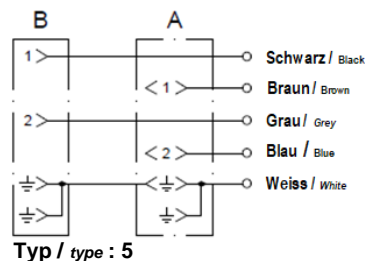 B A
1 Schwarz / Black
1 Braun / Brown
2 Grau / Grey
2 Blau / Blue
Weiss / White
Typ / type : 5